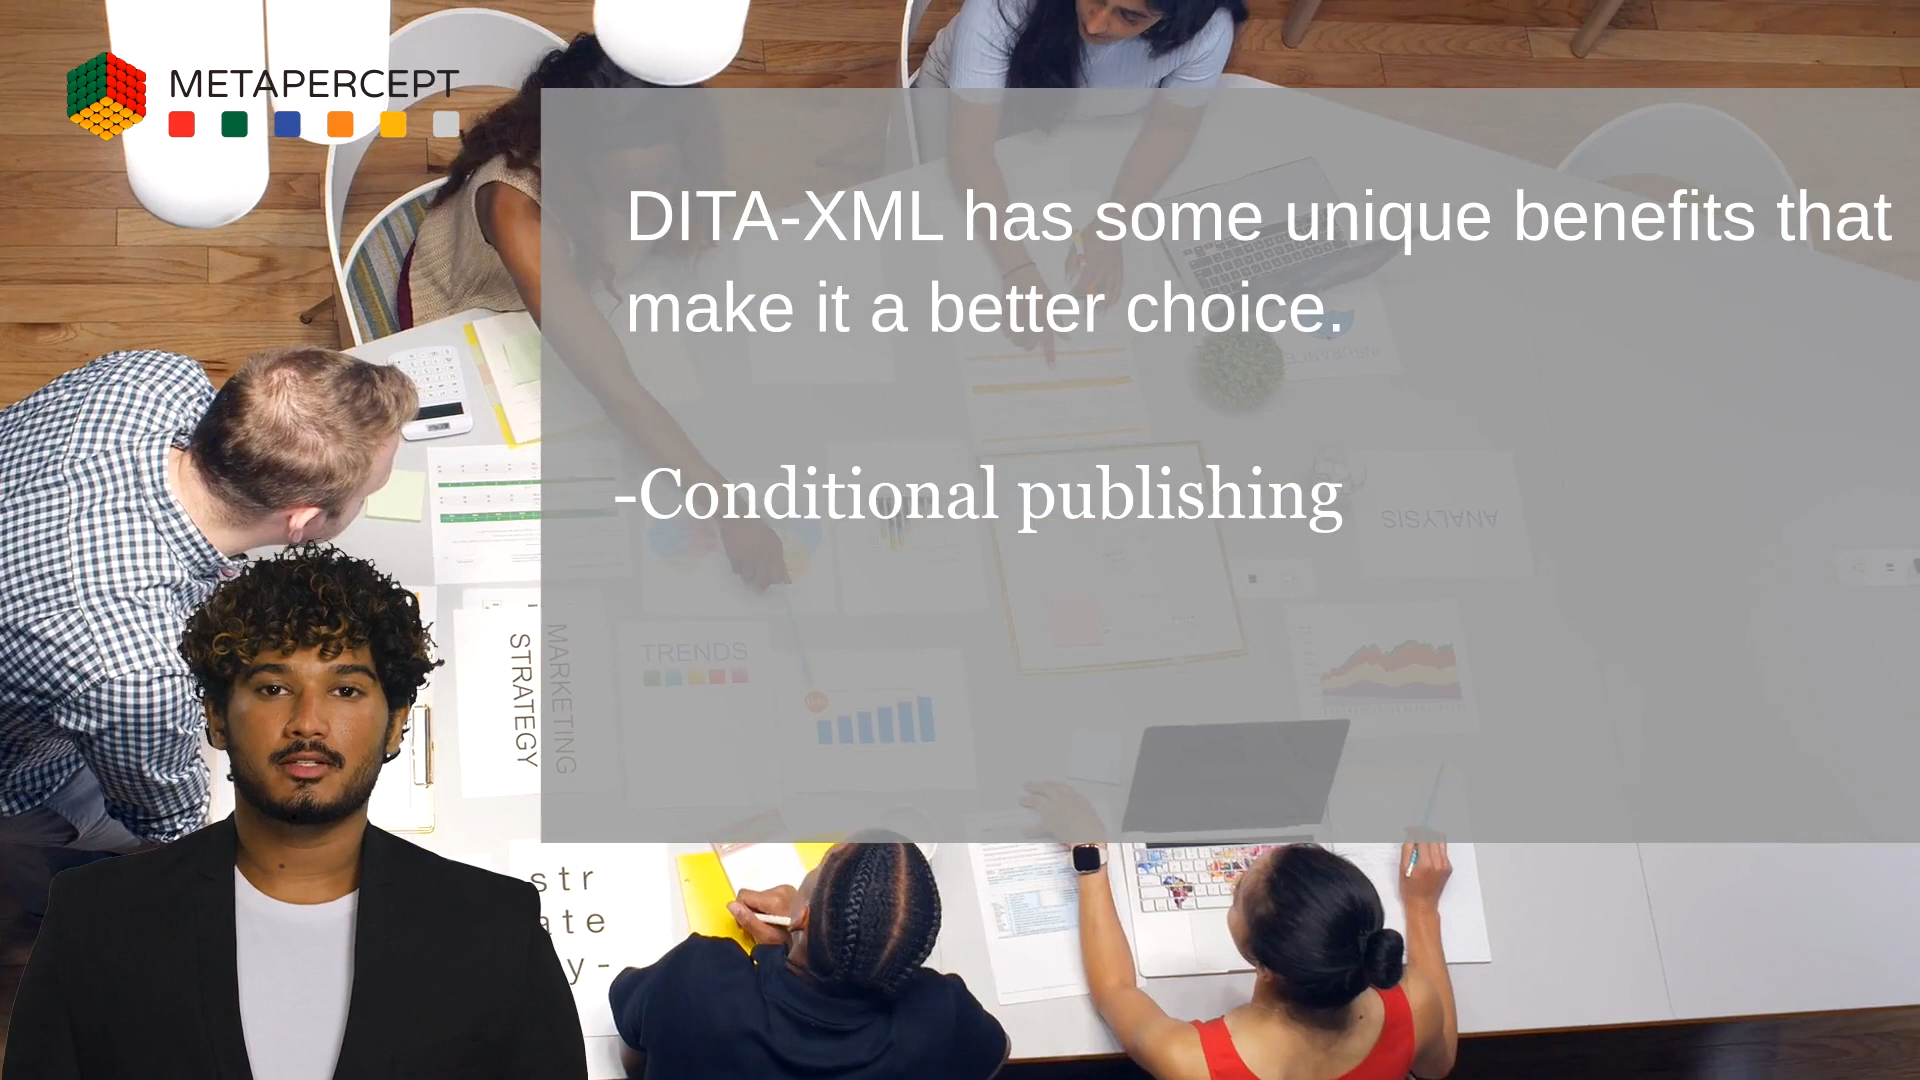 METAPERCEPT
DITA-XML has some unique benefits that
make it a better choice.
-Conditional publishing
ANALYSIS
TRENDS
MARKETING
STRATEGY
str
ate
y-